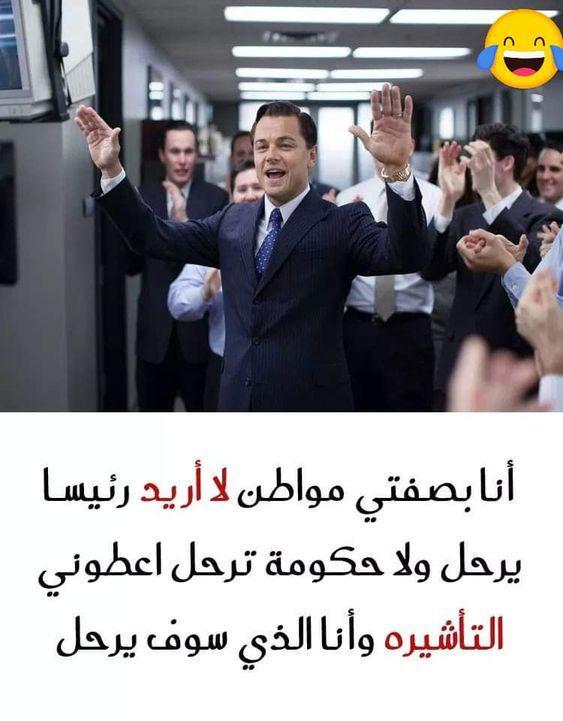 أنا بصفتي مواطن لا أريد رئيسا
يرحل ولا حكومة ترحل اعطوني
التأشيره وأنا الذي سوف يرحل